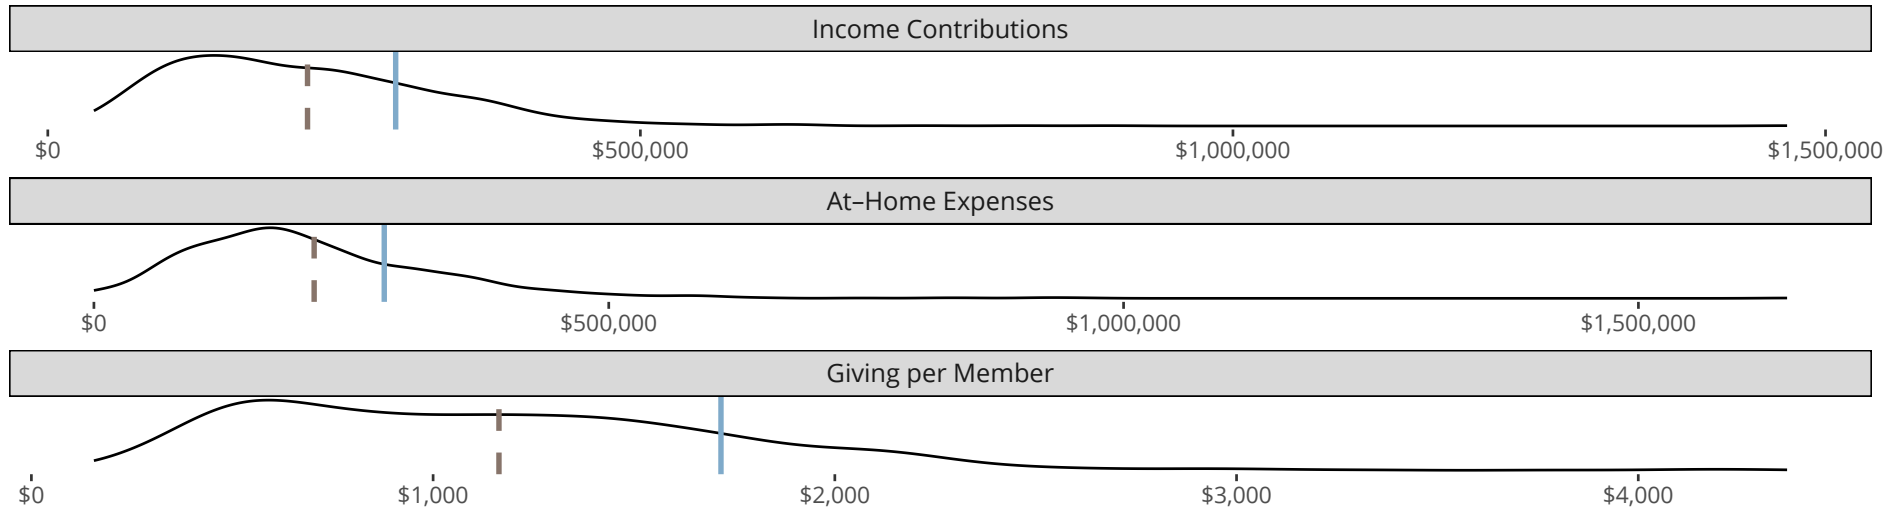 Income Contributions
$0 $500,000 $1,000,000 $1,500,000
At–Home Expenses
$0 $500,000 $1,000,000 $1,500,000
Giving per Member
$0 $1,000 $2,000 $3,000 $4,000